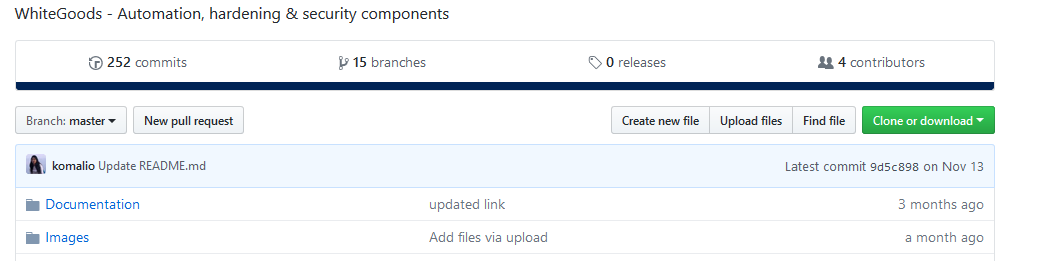 WhiteGoods - Automation, hardening & security components
252 commits 15 branches 0 releases 4 contributors
Branch: master New pull request Create new file Upload files Find file Clone or download
komalio Update README.md Latest commit 9d5c898 on Nov 13
Documentation updated link 3 months ago
Images Add files via upload a month ago